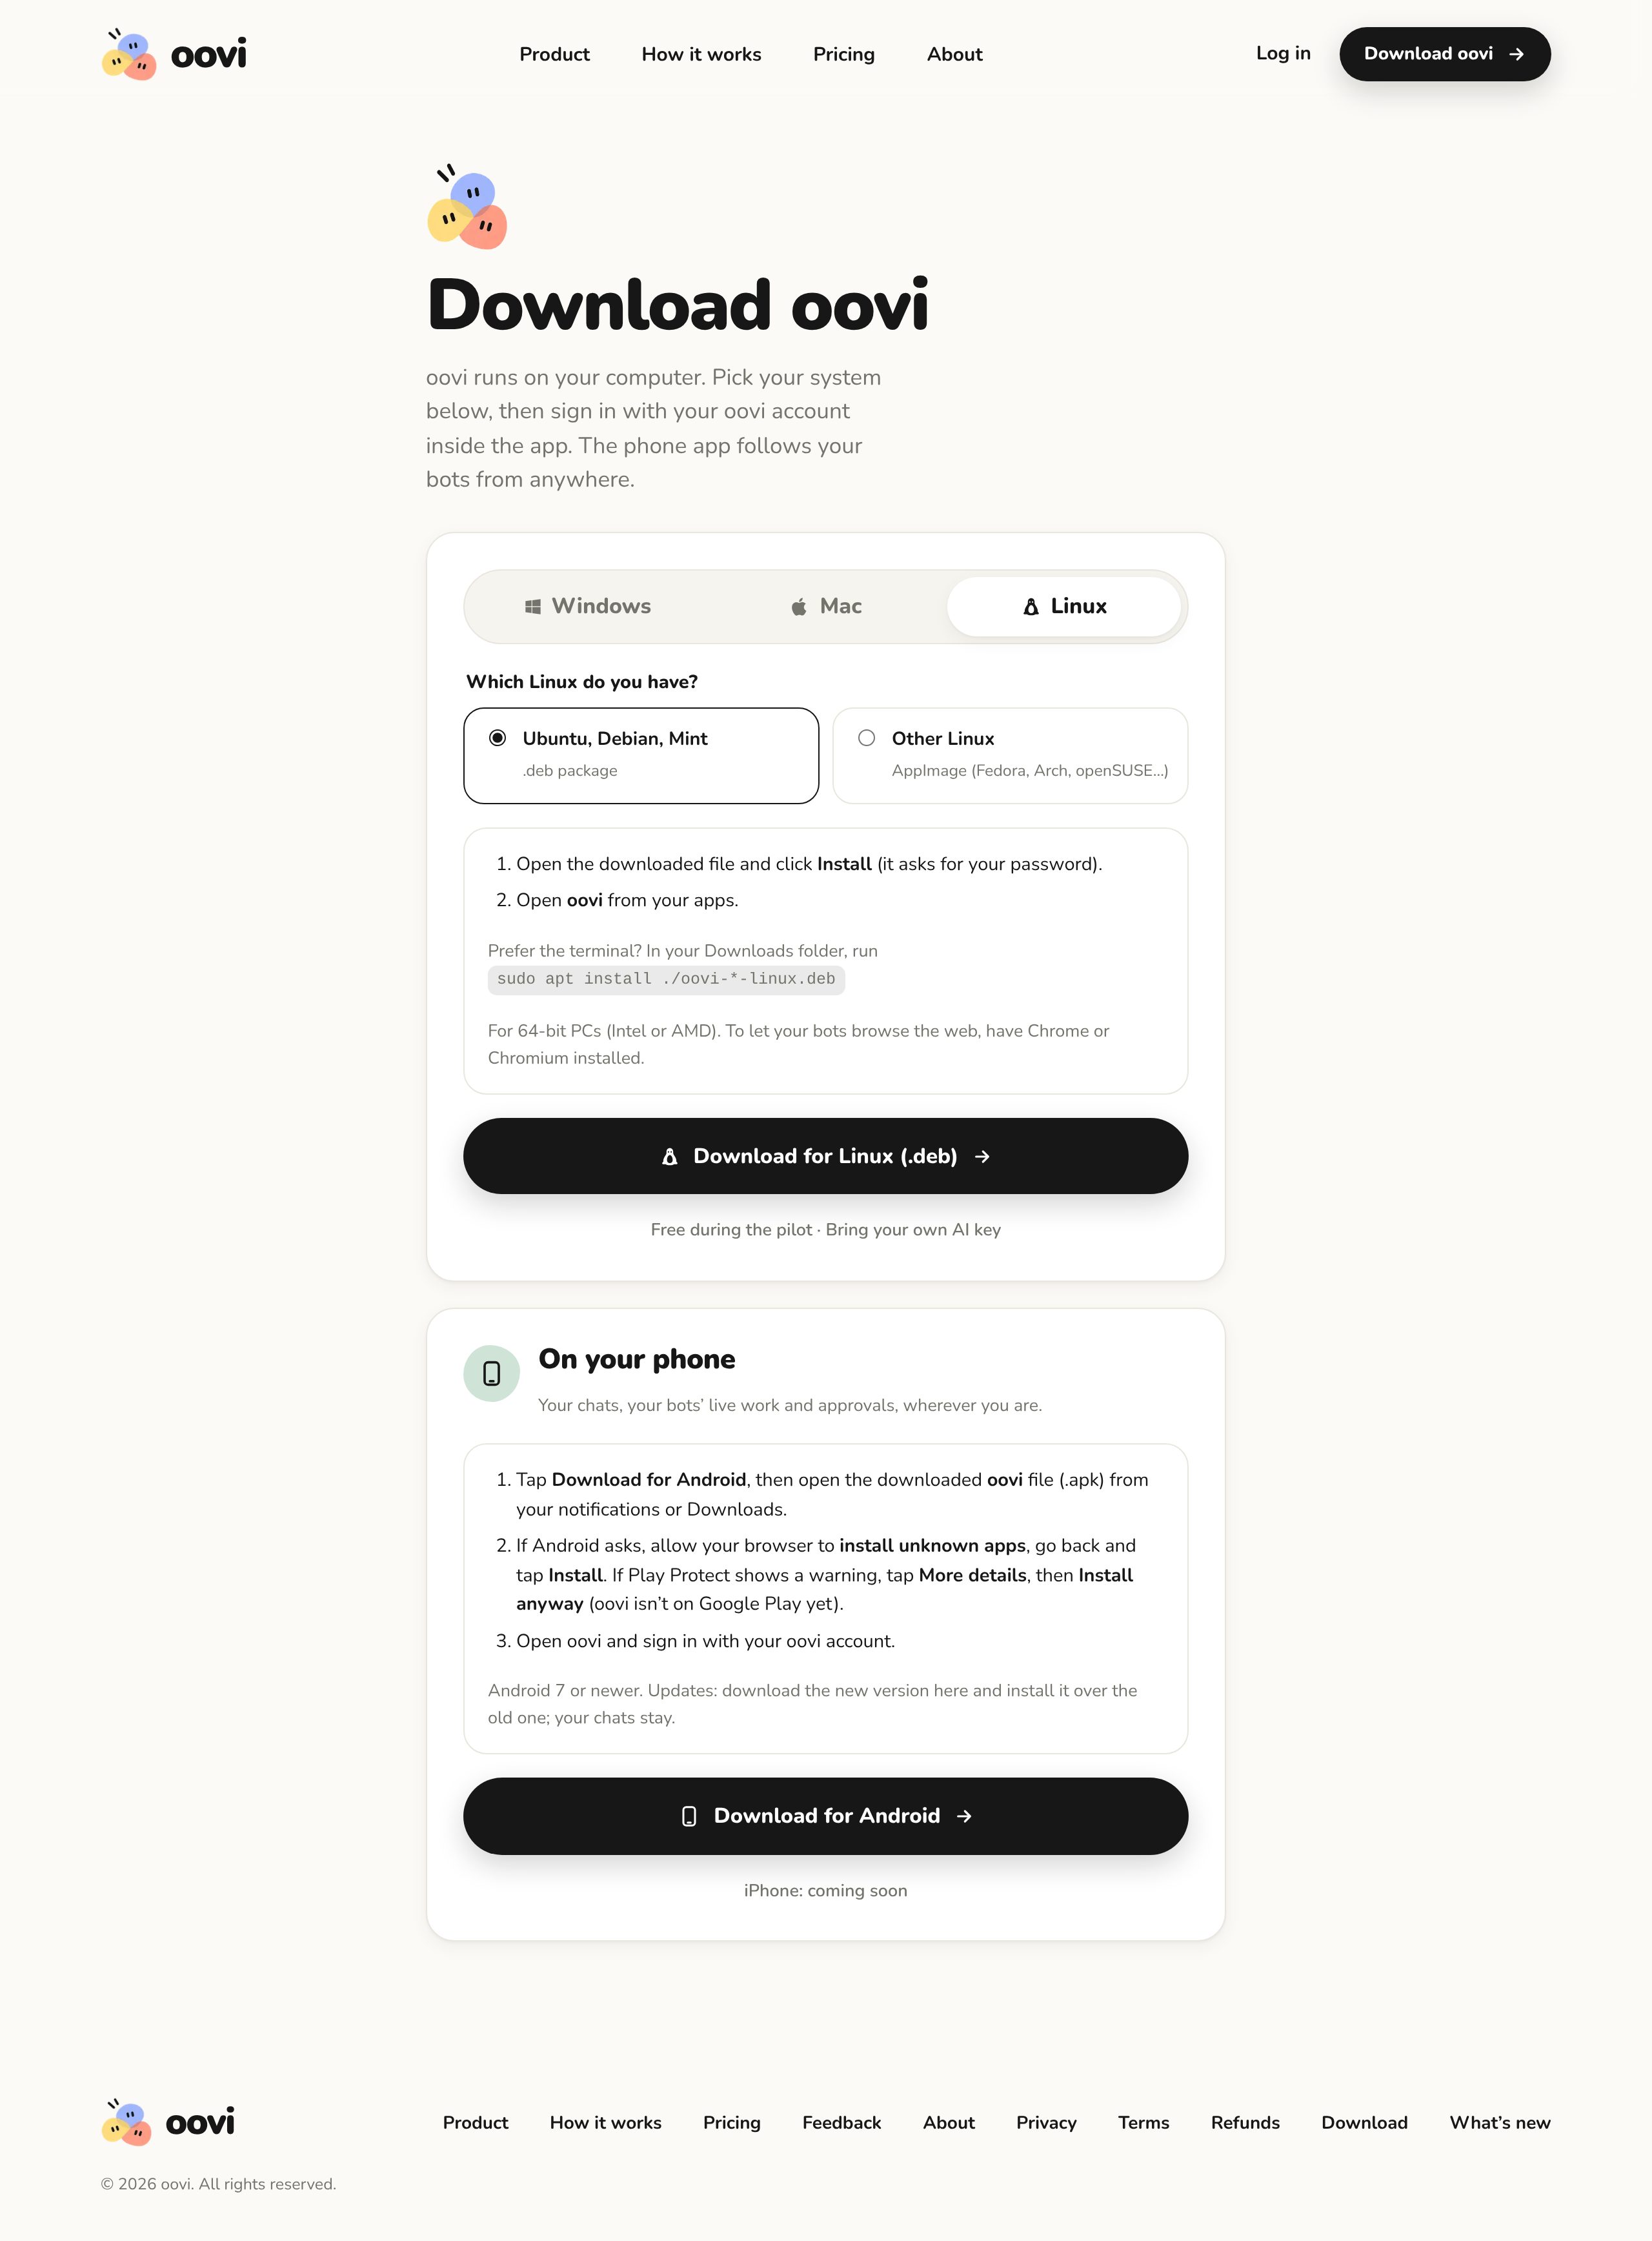 oovi
Product
How it works
Pricing
About
Log in
Download oovi →
Download oovi
oovi runs on your computer. Pick your system
below, then sign in with your oovi account
inside the app. The phone app follows your
bots from anywhere.
Windows
Mac
Linux
Which Linux do you have?
Ubuntu, Debian, Mint
.deb package
Other Linux
AppImage (Fedora, Arch, openSUSE...)
1. Open the downloaded file and click Install (it asks for your password).
2. Open oovi from your apps.
Prefer the terminal? In your Downloads folder, run
sudo apt install ./oovi-*-linux.deb
For 64-bit PCs (Intel or AMD). To let your bots browse the web, have Chrome or
Chromium installed.
Download for Linux (.deb) →
Free during the pilot · Bring your own AI key
On your phone
Your chats, your bots’ live work and approvals, wherever you are.
1. Tap Download for Android, then open the downloaded oovi file (.apk) from
your notifications or Downloads.
2. If Android asks, allow your browser to install unknown apps, go back and
tap Install. If Play Protect shows a warning, tap More details, then Install
anyway (oovi isn’t on Google Play yet).
3. Open oovi and sign in with your oovi account.
Android 7 or newer. Updates: download the new version here and install it over the
old one; your chats stay.
Download for Android →
iPhone: coming soon
oovi
Product
How it works
Pricing
Feedback
About
Privacy
Terms
Refunds
Download
What’s new
© 2026 oovi. All rights reserved.